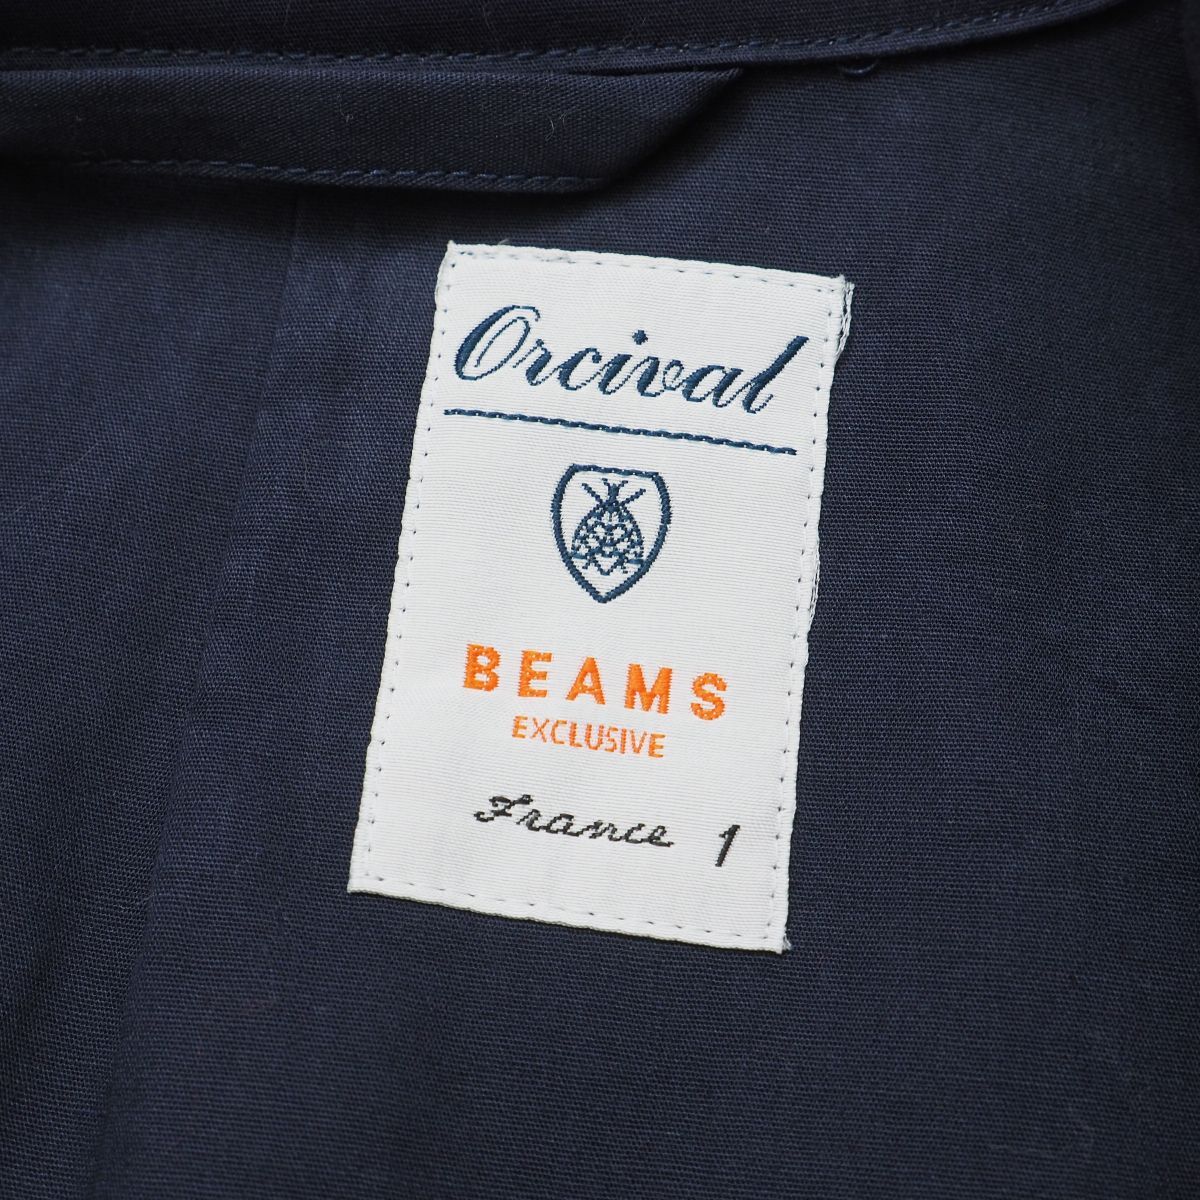 Orcival
BEAMS
EXCLUSIVE
France 1